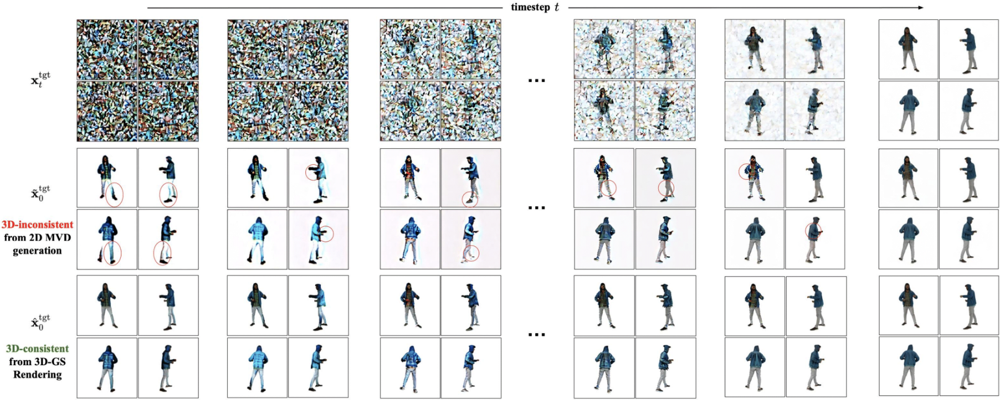 timestep t
x_t^tgt
...
x̃_0^tgt
3D-inconsistent
from 2D MVD
generation
...
x̂_0^tgt
3D-consistent
from 3D-GS
Rendering
...